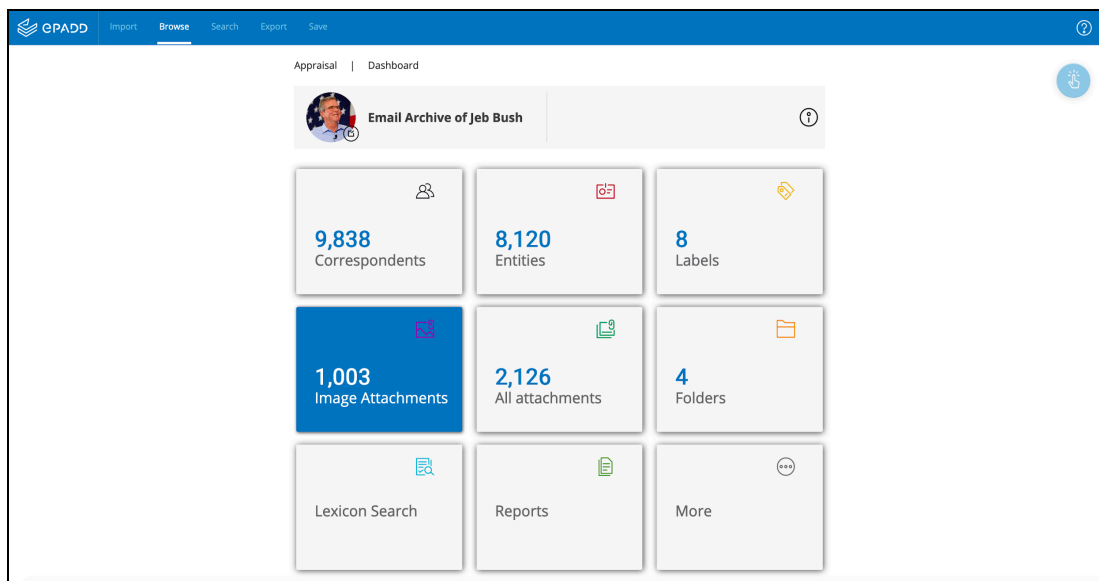 ePADD Import Browse Search Export Save
Appraisal | Dashboard
Email Archive of Jeb Bush
9,838 8,120 8
Correspondents Entities Labels
1,003 2,126 4
Image Attachments All attachments Folders
Lexicon Search Reports More